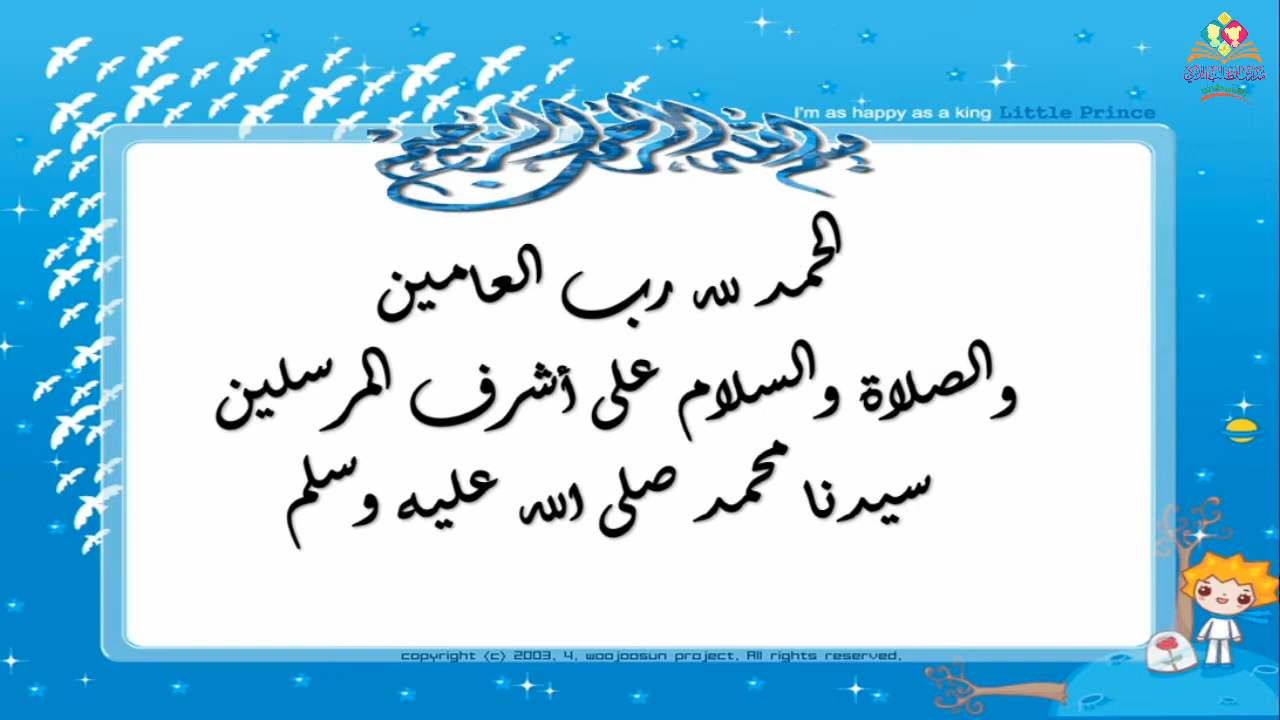 I'm as happy as a king Little Prince
بسم الله الرحمن الرحيم
الحمد لله رب العامين
والصلاة والسلام على أشرف المرسلين
سيدنا محمد صلى الله عليه وسلم
copyright (c) 2003, 4, woojoosun project, All rights reserved,